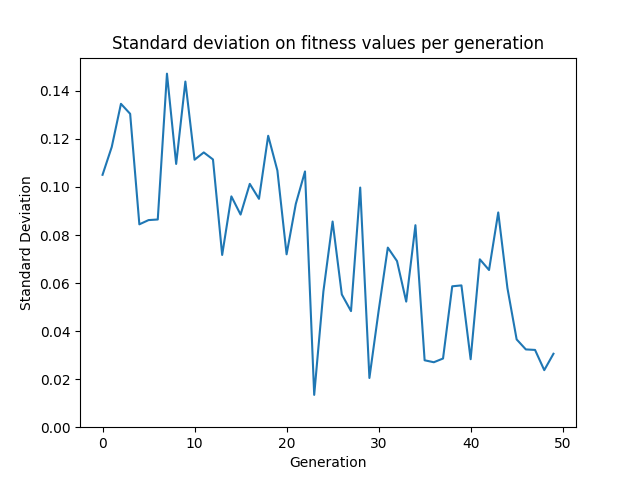 Standard deviation on fitness values per generation
0.14
0.12
0.10
0.08
0.06
0.04
0.02
0.00
Standard Deviation
0 10 20 30 40 50
Generation